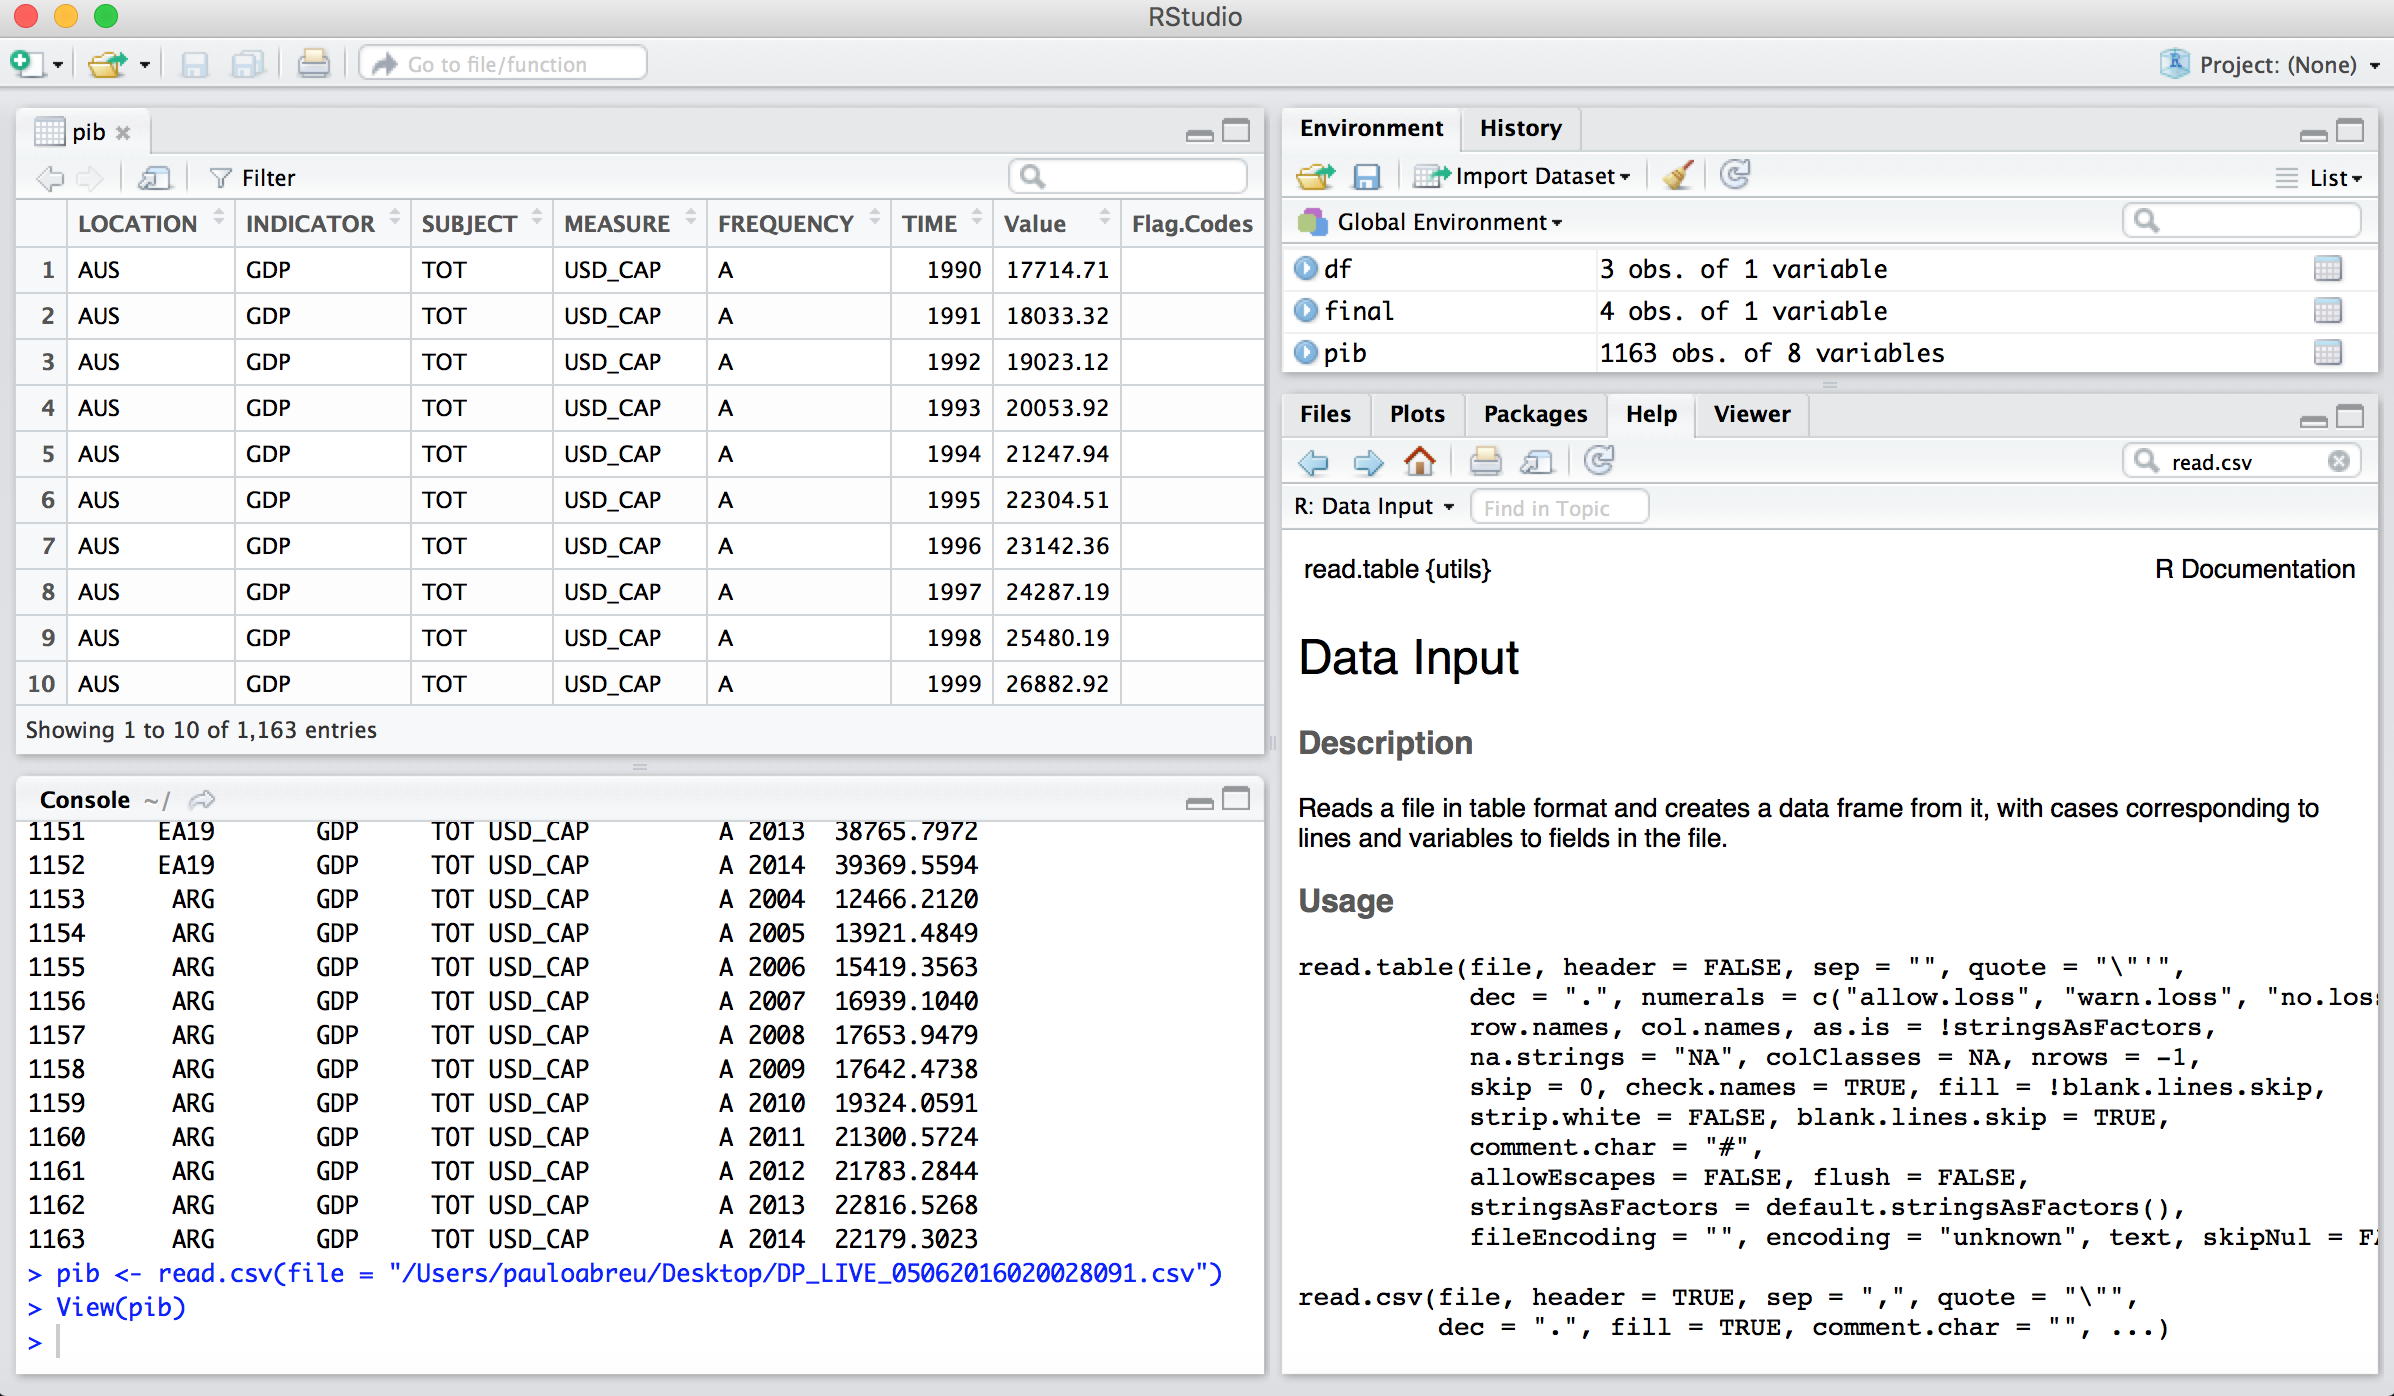 RStudio
Go to file/function
Project: (None)
pib
Filter
LOCATION INDICATOR SUBJECT MEASURE FREQUENCY TIME Value Flag.Codes
1 AUS GDP TOT USD_CAP A 1990 17714.71
2 AUS GDP TOT USD_CAP A 1991 18033.32
3 AUS GDP TOT USD_CAP A 1992 19023.12
4 AUS GDP TOT USD_CAP A 1993 20053.92
5 AUS GDP TOT USD_CAP A 1994 21247.94
6 AUS GDP TOT USD_CAP A 1995 22304.51
7 AUS GDP TOT USD_CAP A 1996 23142.36
8 AUS GDP TOT USD_CAP A 1997 24287.19
9 AUS GDP TOT USD_CAP A 1998 25480.19
10 AUS GDP TOT USD_CAP A 1999 26882.92
Showing 1 to 10 of 1,163 entries
Console ~/
1151 EA19 GDP TOT USD_CAP A 2013 38765.7972
1152 EA19 GDP TOT USD_CAP A 2014 39369.5594
1153 ARG GDP TOT USD_CAP A 2004 12466.2120
1154 ARG GDP TOT USD_CAP A 2005 13921.4849
1155 ARG GDP TOT USD_CAP A 2006 15419.3563
1156 ARG GDP TOT USD_CAP A 2007 16939.1040
1157 ARG GDP TOT USD_CAP A 2008 17653.9479
1158 ARG GDP TOT USD_CAP A 2009 17642.4738
1159 ARG GDP TOT USD_CAP A 2010 19324.0591
1160 ARG GDP TOT USD_CAP A 2011 21300.5724
1161 ARG GDP TOT USD_CAP A 2012 21783.2844
1162 ARG GDP TOT USD_CAP A 2013 22816.5268
1163 ARG GDP TOT USD_CAP A 2014 22179.3023
> pib <- read.csv(file = "/Users/pauloabreu/Desktop/DP_LIVE_05062016020028091.csv")
> View(pib)
>
Environment History
Import Dataset List
Global Environment
df 3 obs. of 1 variable
final 4 obs. of 1 variable
pib 1163 obs. of 8 variables
Files Plots Packages Help Viewer
read.csv
R: Data Input Find in Topic
read.table {utils} R Documentation
Data Input
Description
Reads a file in table format and creates a data frame from it, with cases corresponding to
lines and variables to fields in the file.
Usage
read.table(file, header = FALSE, sep = "", quote = "\"'",
dec = ".", numerals = c("allow.loss", "warn.loss", "no.los
row.names, col.names, as.is = !stringsAsFactors,
na.strings = "NA", colClasses = NA, nrows = -1,
skip = 0, check.names = TRUE, fill = !blank.lines.skip,
strip.white = FALSE, blank.lines.skip = TRUE,
comment.char = "#",
allowEscapes = FALSE, flush = FALSE,
stringsAsFactors = default.stringsAsFactors(),
fileEncoding = "", encoding = "unknown", text, skipNul = FA
read.csv(file, header = TRUE, sep = ",", quote = "\"",
dec = ".", fill = TRUE, comment.char = "", ...)